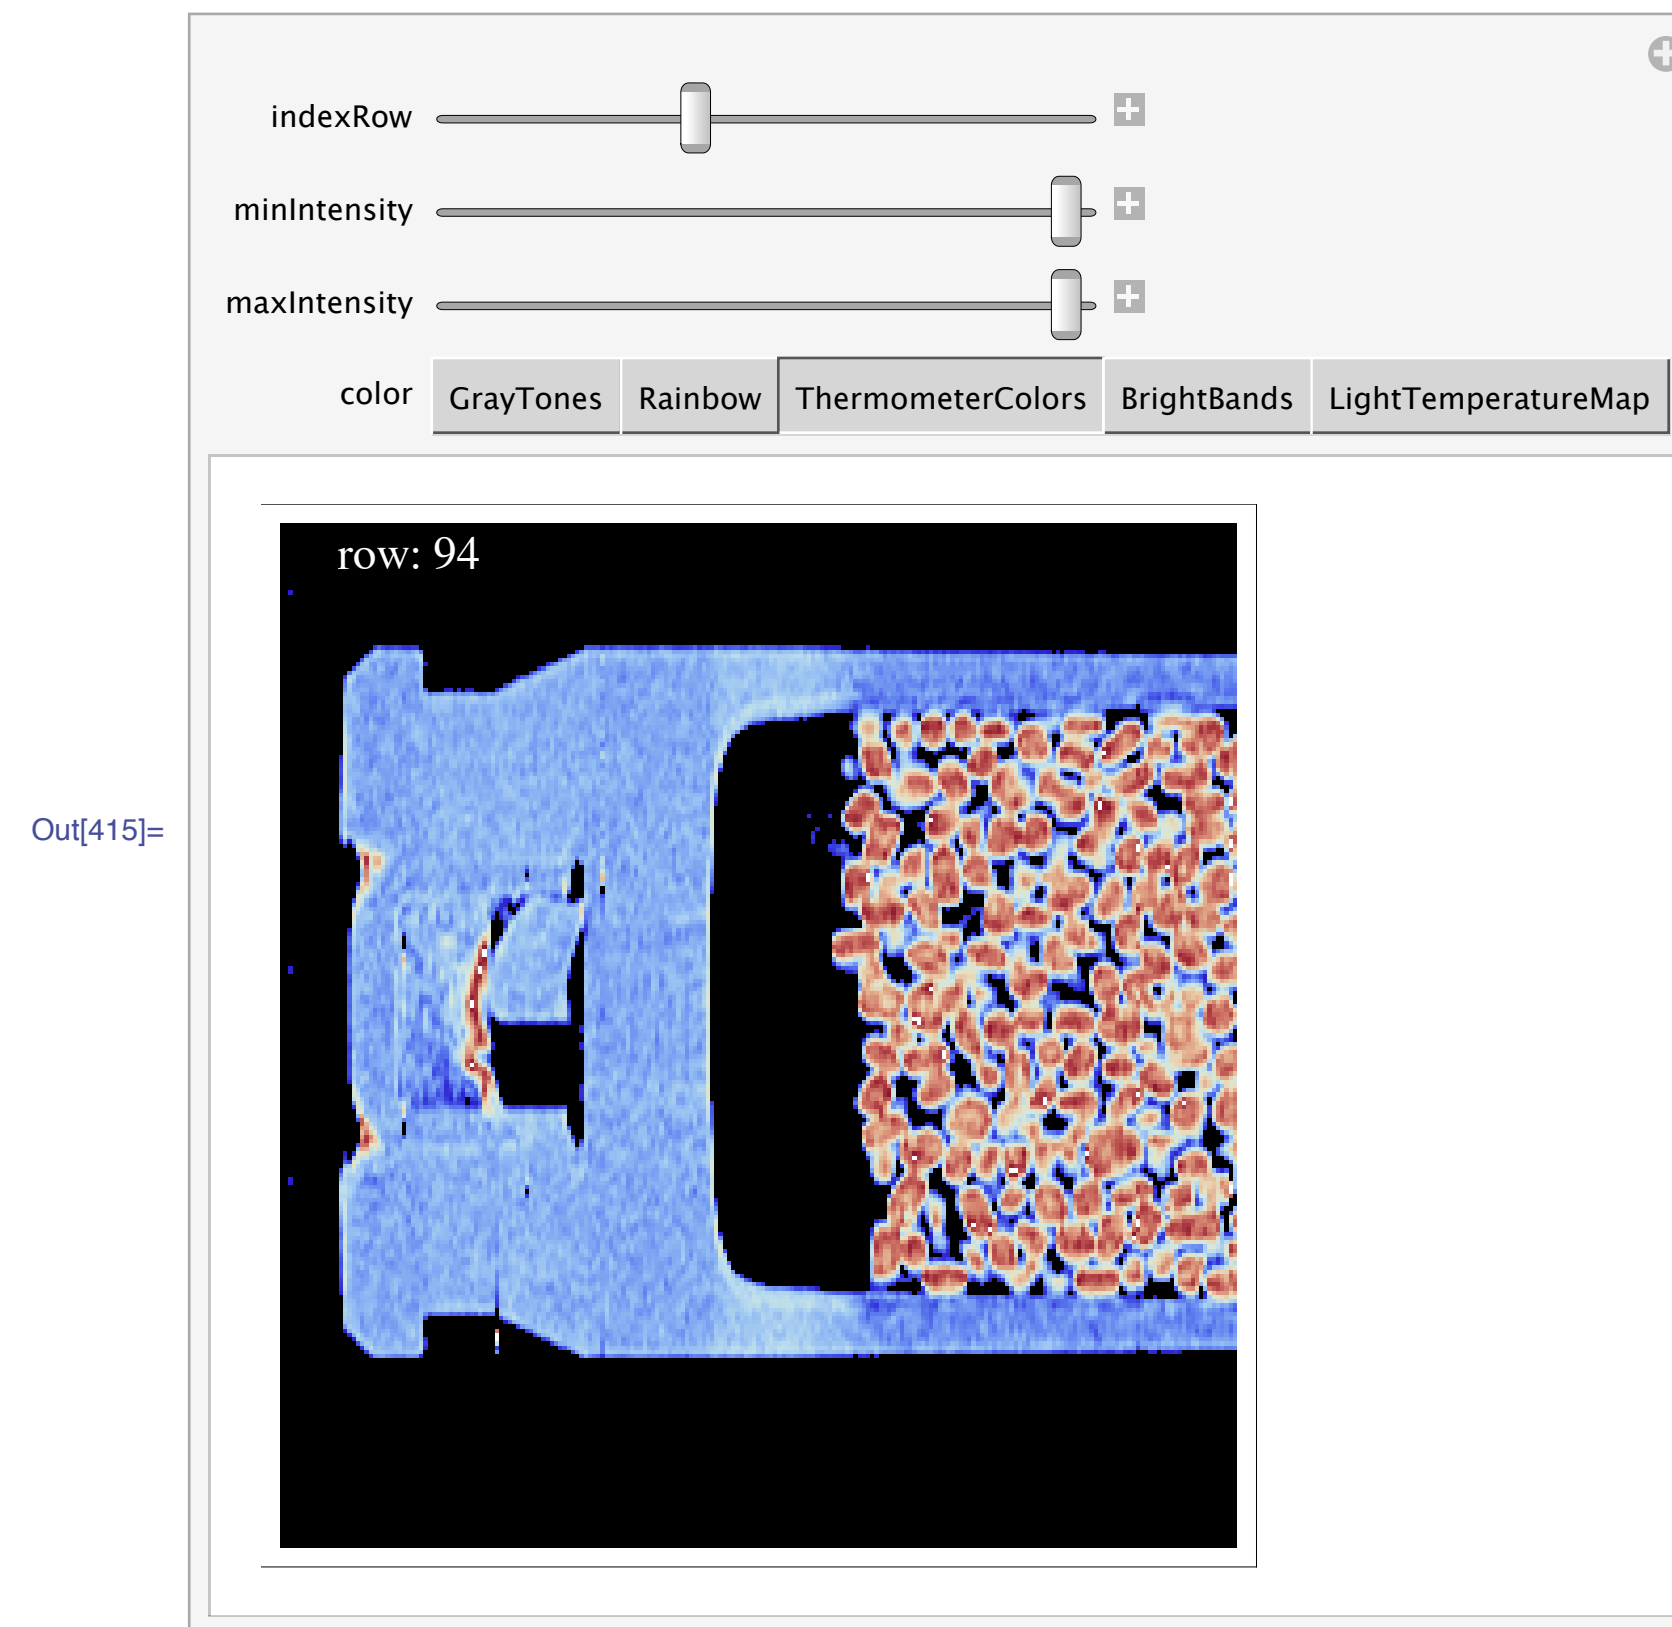 indexRow
minIntensity
maxIntensity
color GrayTones Rainbow ThermometerColors BrightBands LightTemperatureMap
row: 94
Out[415]=